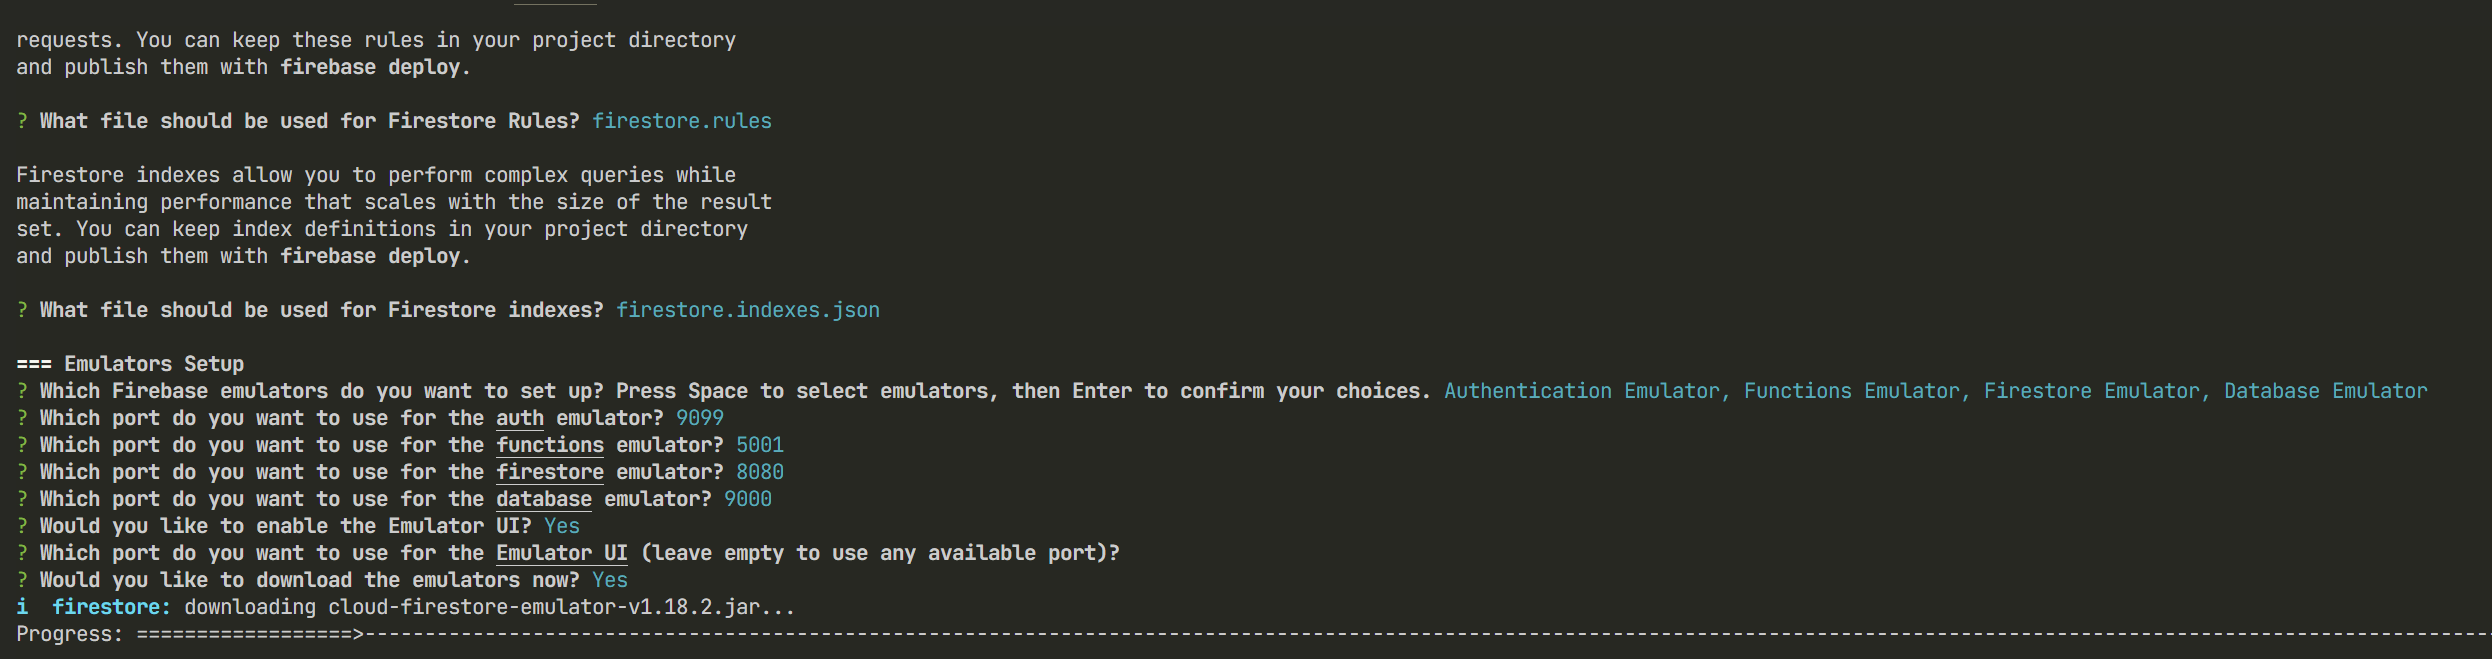 requests. You can keep these rules in your project directory
and publish them with firebase deploy.
? What file should be used for Firestore Rules? firestore.rules
Firestore indexes allow you to perform complex queries while
maintaining performance that scales with the size of the result
set. You can keep index definitions in your project directory
and publish them with firebase deploy.
? What file should be used for Firestore indexes? firestore.indexes.json
=== Emulators Setup
? Which Firebase emulators do you want to set up? Press Space to select emulators, then Enter to confirm your choices. Authentication Emulator, Functions Emulator, Firestore Emulator, Database Emulator
? Which port do you want to use for the auth emulator? 9099
? Which port do you want to use for the functions emulator? 5001
? Which port do you want to use for the firestore emulator? 8080
? Which port do you want to use for the database emulator? 9000
? Would you like to enable the Emulator UI? Yes
? Which port do you want to use for the Emulator UI (leave empty to use any available port)?
? Would you like to download the emulators now? Yes
i  firestore: downloading cloud-firestore-emulator-v1.18.2.jar...
Progress: ==================>---------------------------------------------------------------------------------------------------------------------------------------------------------------------------------